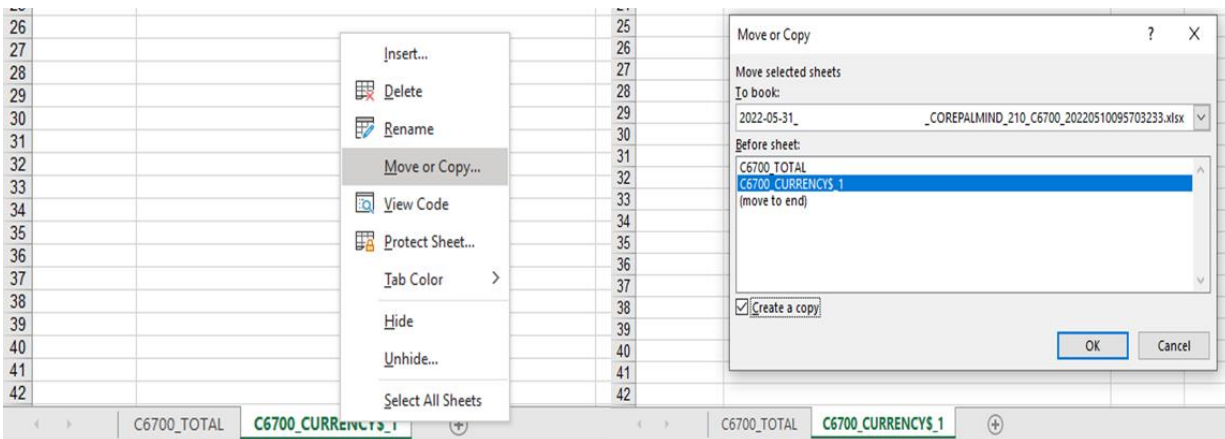 26
27
28
29
30
31
32
33
34
35
36
37
38
39
40
41
42
Insert...
Delete
Rename
Move or Copy...
View Code
Protect Sheet...
Tab Color
Hide
Unhide...
Select All Sheets
C6700_TOTAL C6700_CURRENCY$_1
25
26
27
28
29
30
31
32
33
34
35
36
37
38
39
40
41
42
Move or Copy ? X
Move selected sheets
To book:
2022-05-31_ _COREPALMIND_210_C6700_20220510095703233.xlsx
Before sheet:
C6700_TOTAL
C6700_CURRENCY$_1
(move to end)
Create a copy
OK Cancel
C6700_TOTAL C6700_CURRENCY$_1